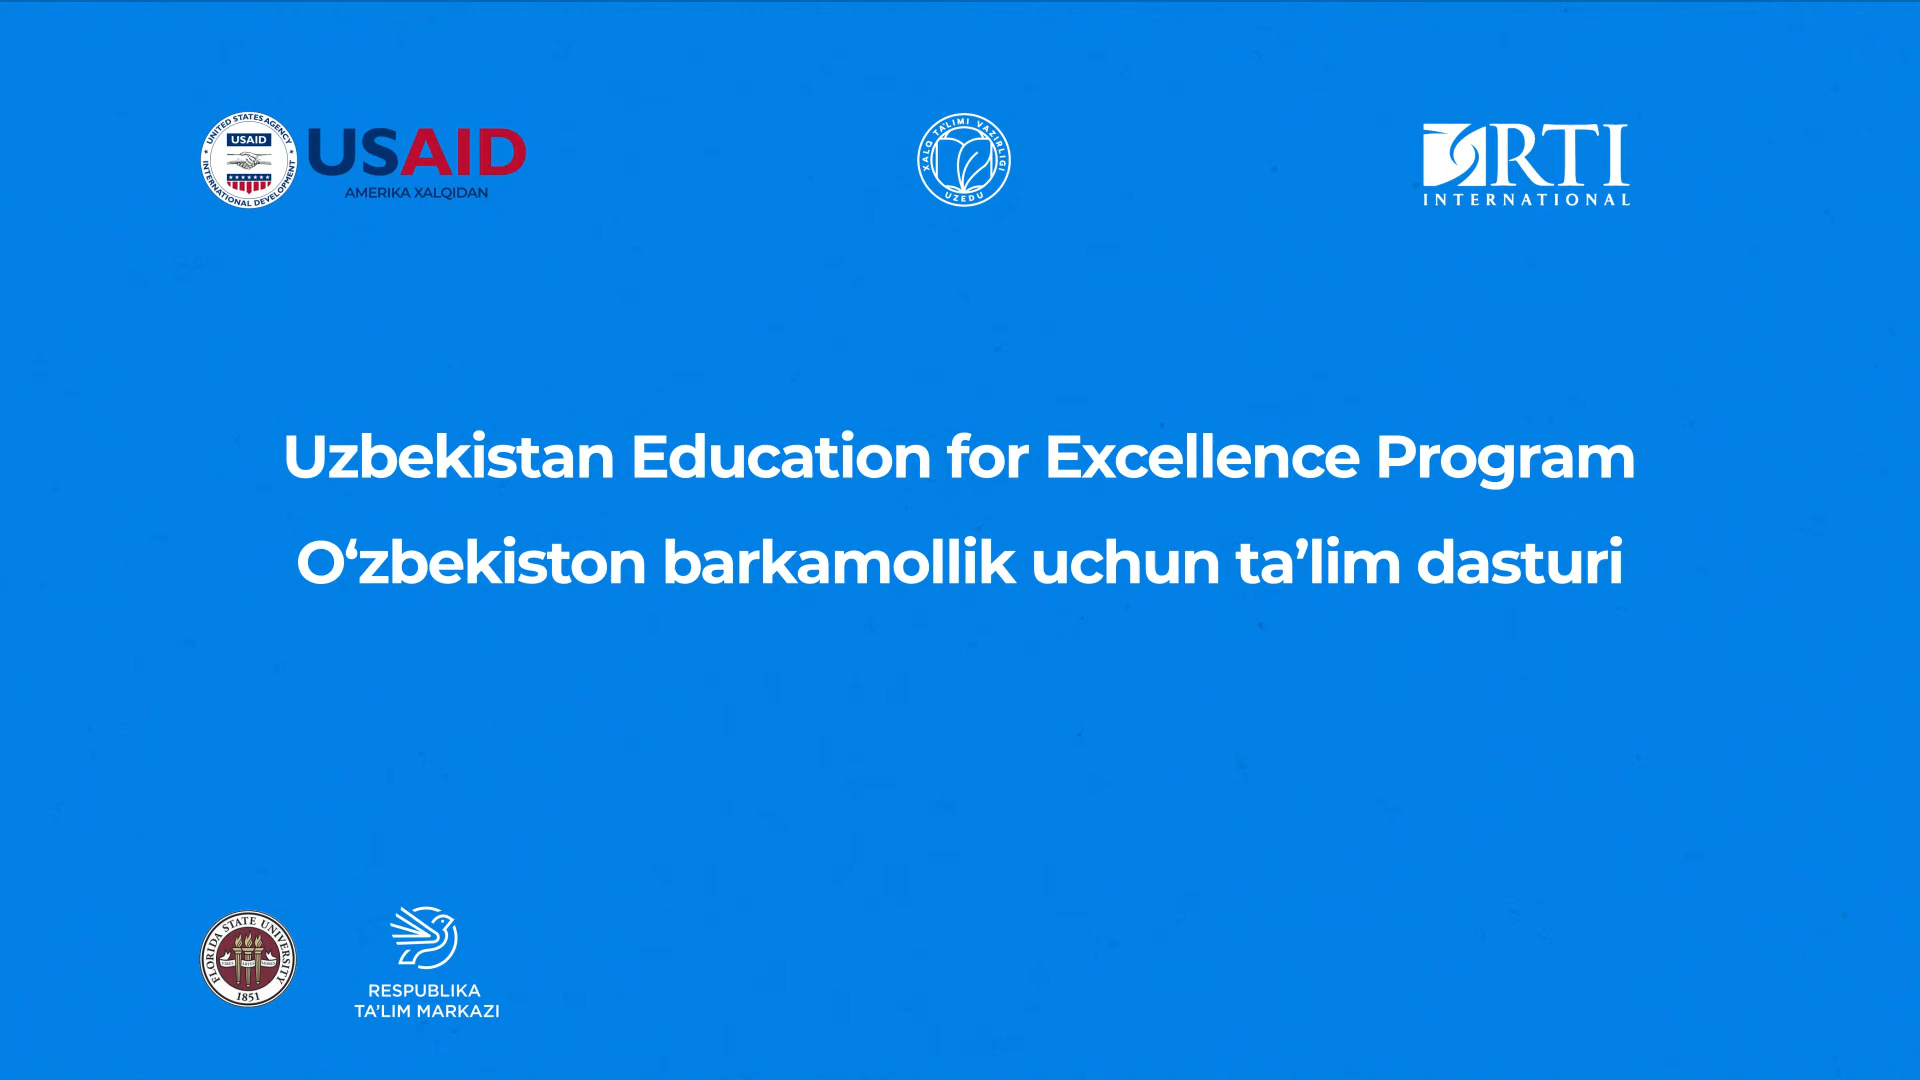 UNITED STATES AGENCY
USAID
INTERNATIONAL DEVELOPMENT
USAID
AMERIKA XALQIDAN
XALQ TA'LIMI VAZIRLIGI
UZEDU
RTI
INTERNATIONAL
Uzbekistan Education for Excellence Program
O‘zbekiston barkamollik uchun ta’lim dasturi
FLORIDA STATE UNIVERSITY
1851
RESPUBLIKA
TA’LIM MARKAZI